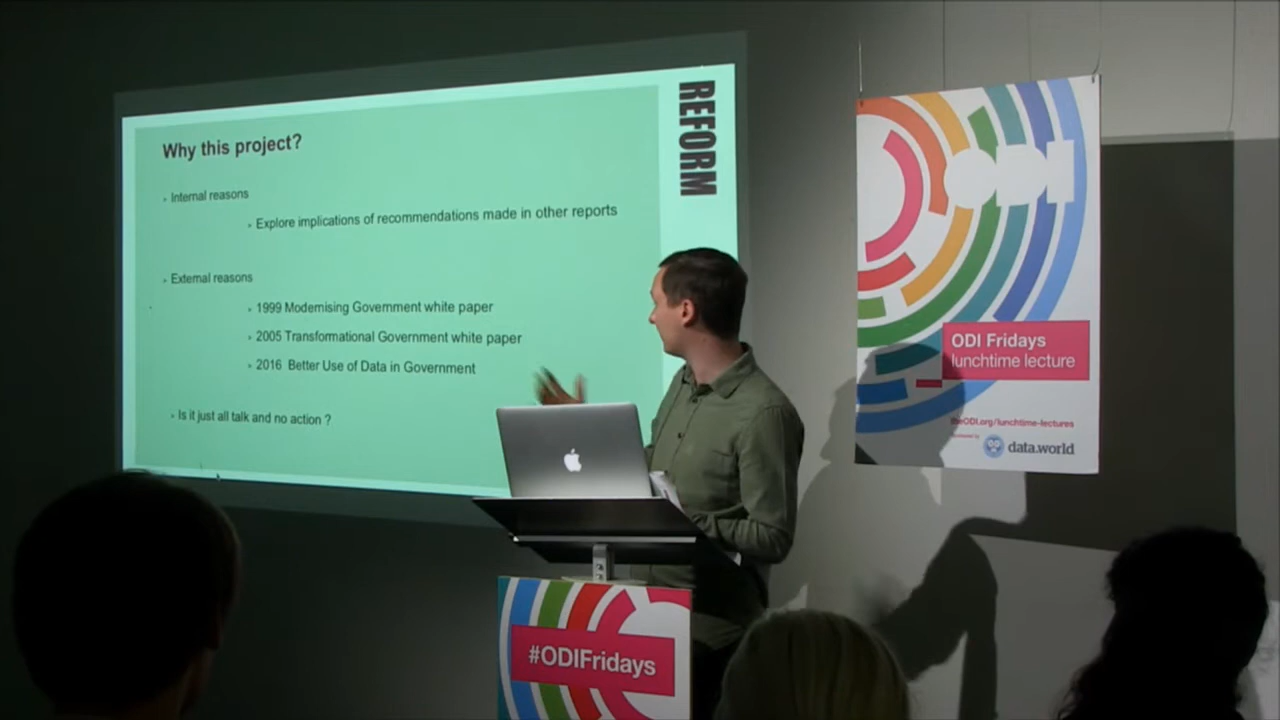 Why this project?
Internal reasons
Explore implications of recommendations made in other reports
External reasons
1999 Modernising Government white paper
2005 Transformational Government white paper
2016 Better Use of Data in Government
Is it just all talk and no action ?
REFORM
ODI Fridays
lunchtime lecture
theODI.org/lunchtime-lectures
data.world
#ODIFridays